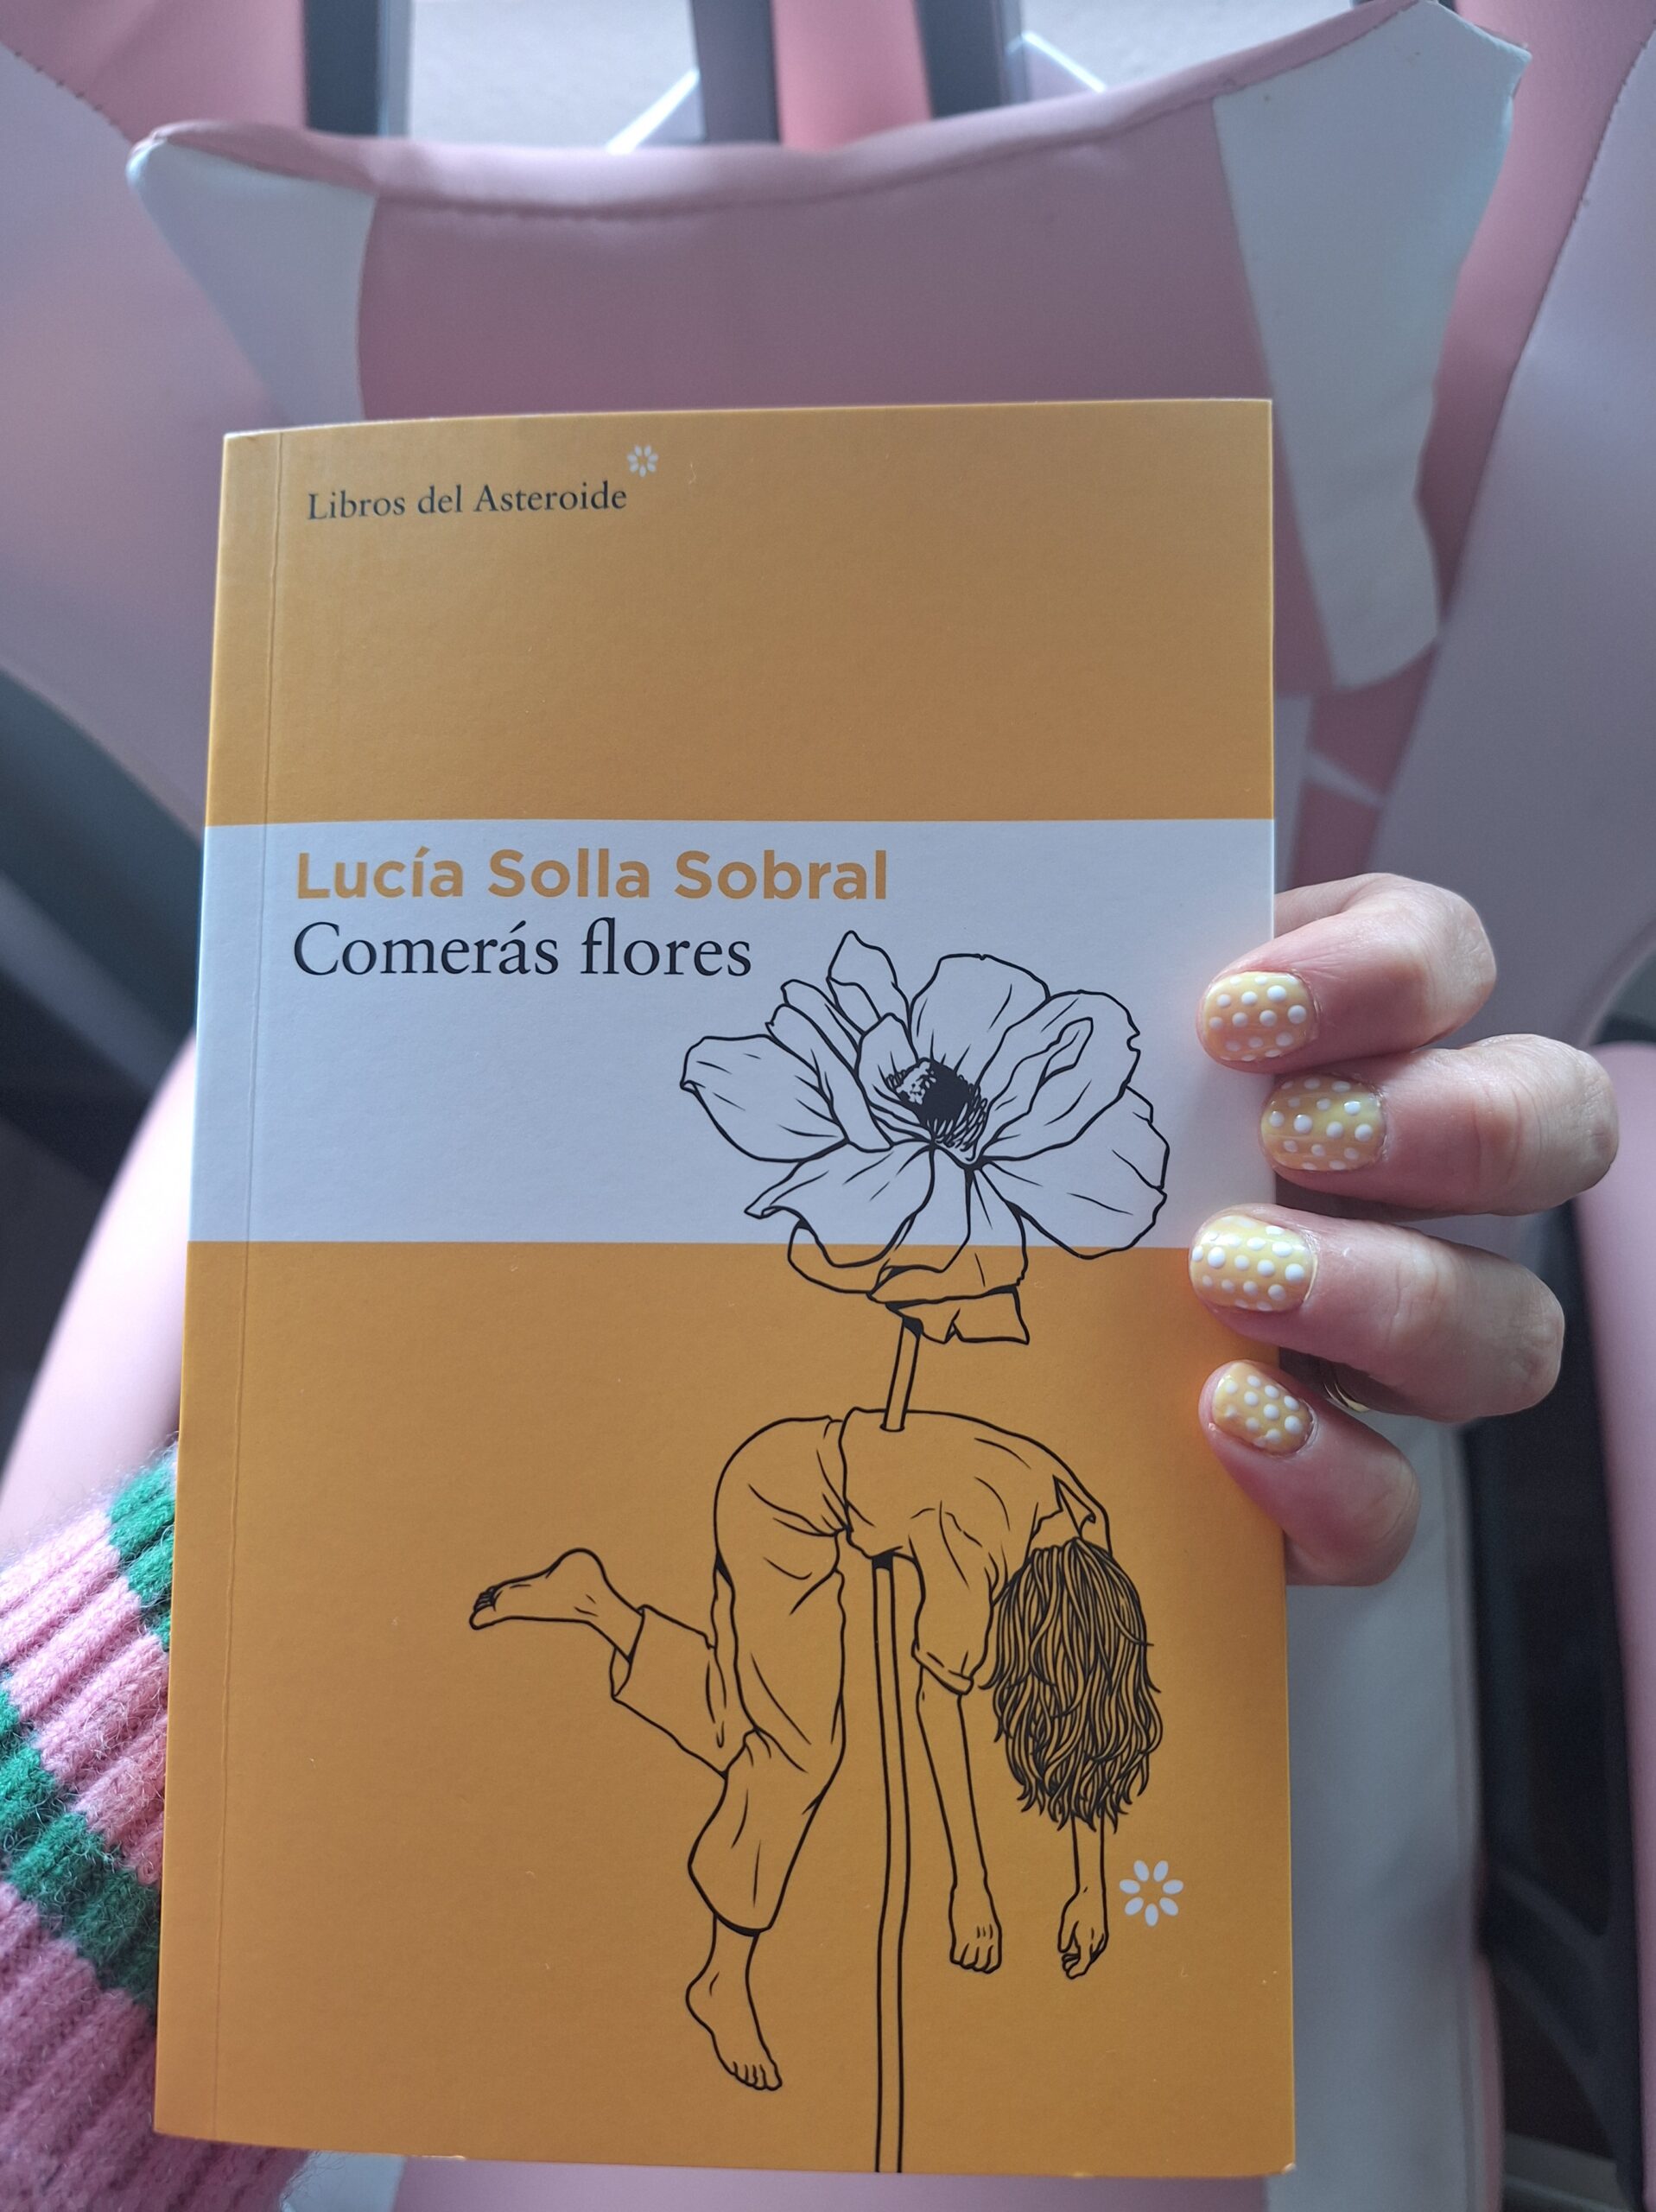 Libros del Asteroide
Lucía Solla Sobral
Comerás flores